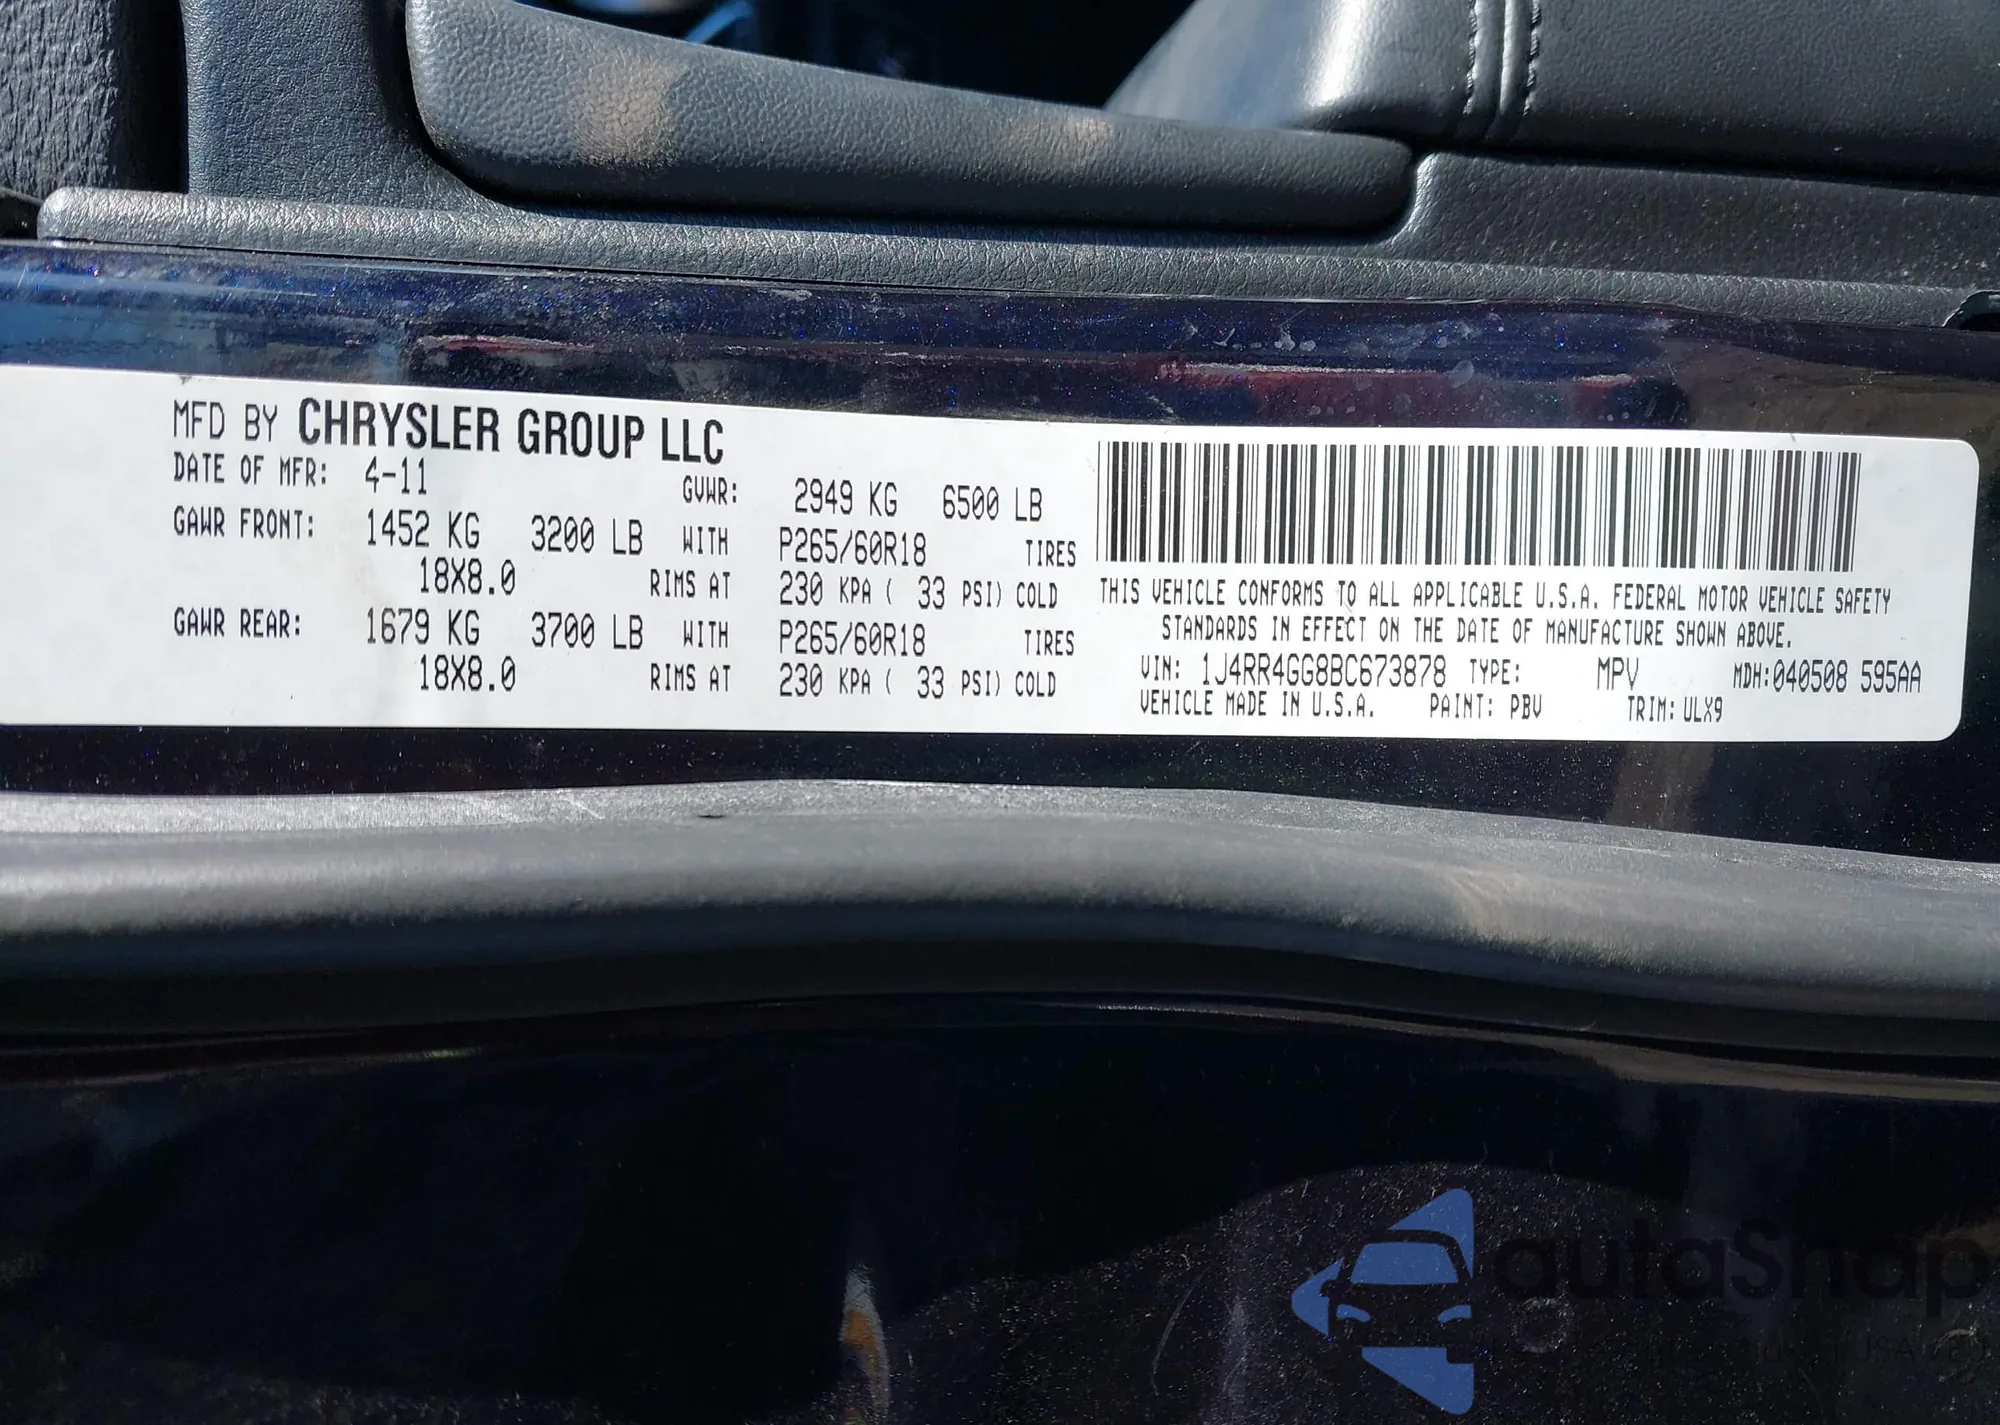 MFD BY CHRYSLER GROUP LLC
DATE OF MFR: 4-11 GVWR: 2949 KG 6500 LB
GAWR FRONT: 1452 KG 3200 LB WITH P265/60R18 TIRES
18X8.0 RIMS AT 230 KPA ( 33 PSI) COLD
GAWR REAR: 1679 KG 3700 LB WITH P265/60R18 TIRES
18X8.0 RIMS AT 230 KPA ( 33 PSI) COLD
THIS VEHICLE CONFORMS TO ALL APPLICABLE U.S.A. FEDERAL MOTOR VEHICLE SAFETY
STANDARDS IN EFFECT ON THE DATE OF MANUFACTURE SHOWN ABOVE.
VIN: 1J4RR4GG8BC673878 TYPE: MPV MDH:040508 595AA
VEHICLE MADE IN U.S.A. PAINT: PBV TRIM: ULX9
autoSnap